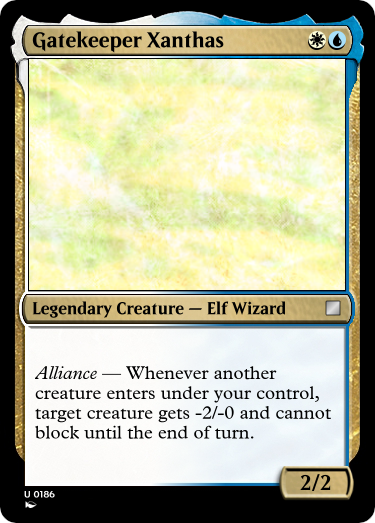 Gatekeeper Xanthas
Legendary Creature — Elf Wizard
Alliance — Whenever another
creature enters under your control,
target creature gets -2/-0 and cannot
block until the end of turn.
2/2
U 0186